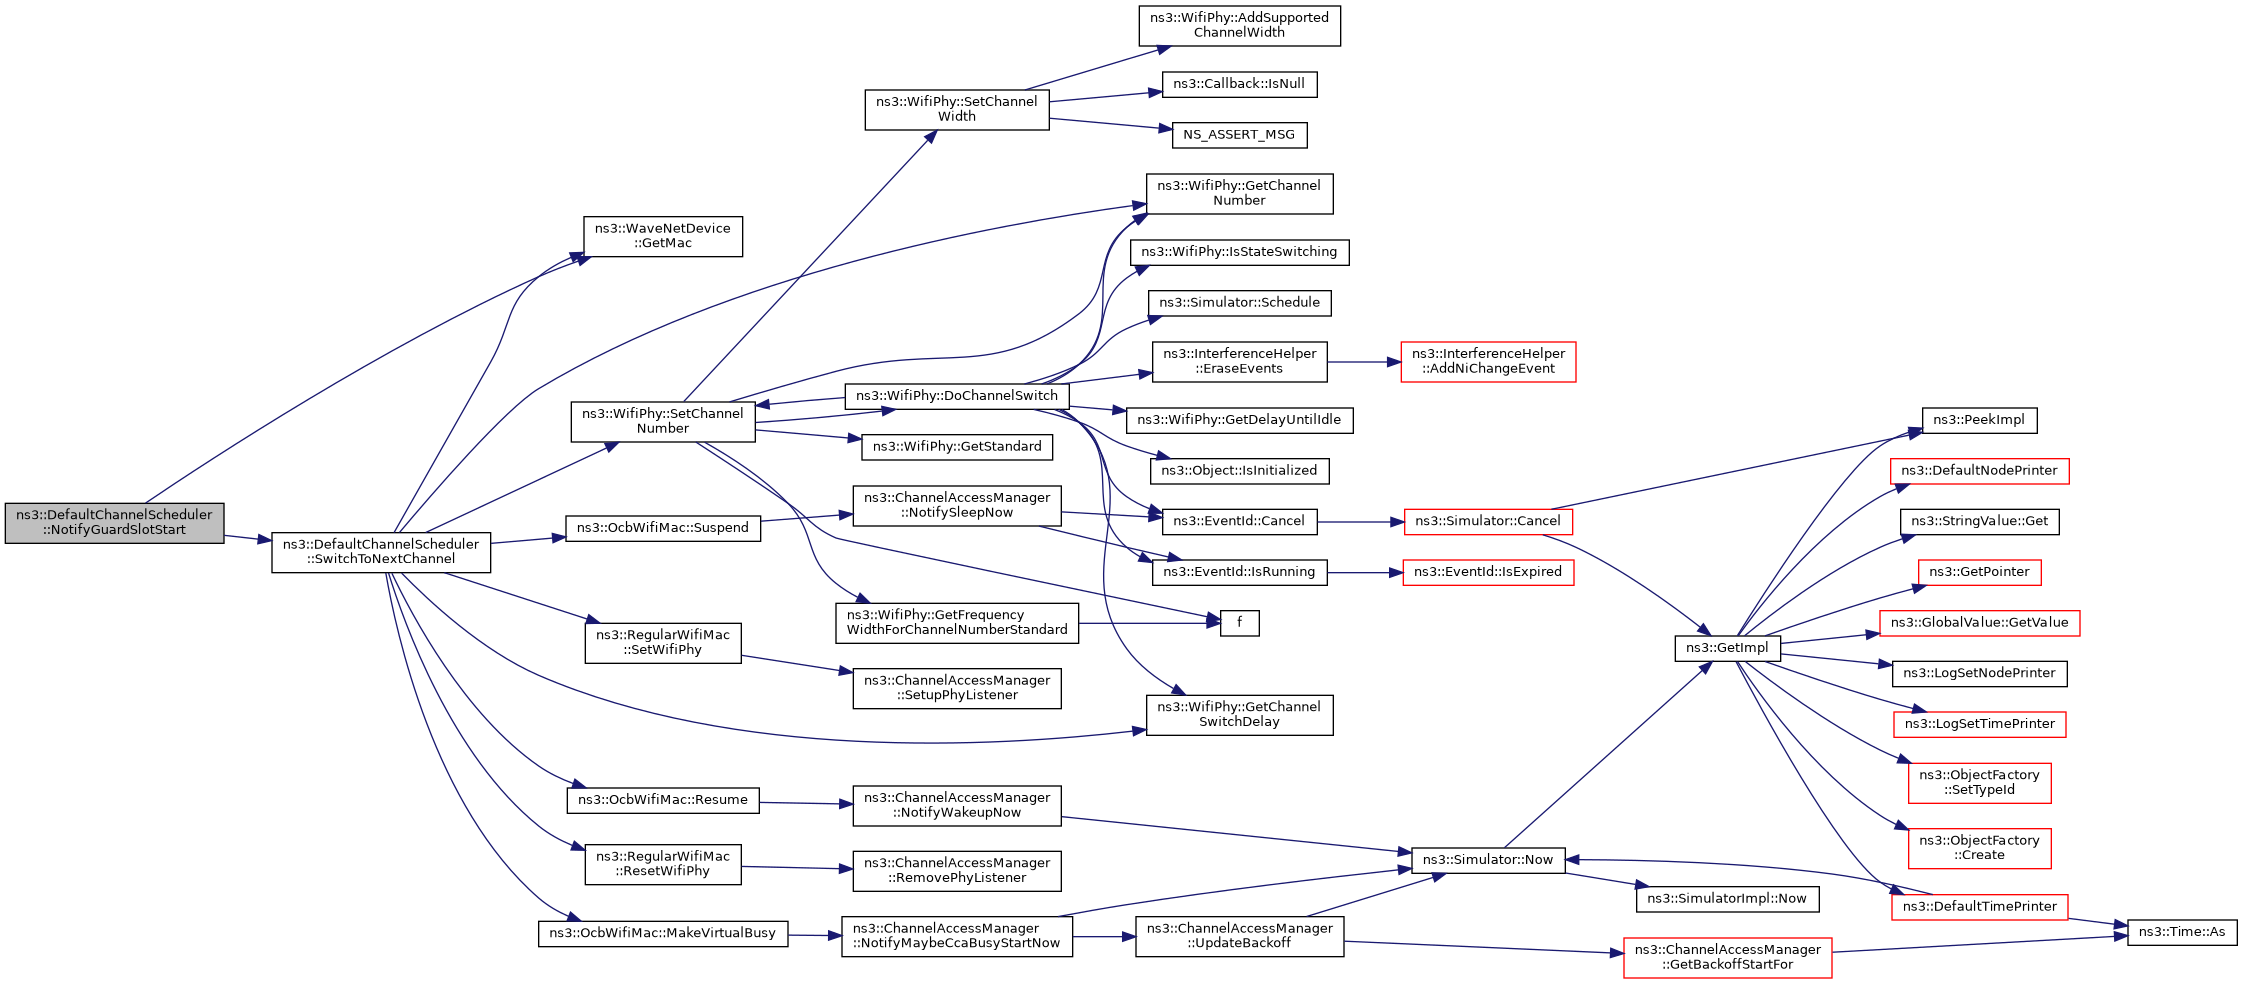 ns3::DefaultChannelScheduler
::NotifyGuardSlotStart
ns3::WaveNetDevice
::GetMac
ns3::DefaultChannelScheduler
::SwitchToNextChannel
ns3::WifiPhy::SetChannel
Number
ns3::OcbWifiMac::Suspend
ns3::RegularWifiMac
::SetWifiPhy
ns3::OcbWifiMac::Resume
ns3::RegularWifiMac
::ResetWifiPhy
ns3::OcbWifiMac::MakeVirtualBusy
ns3::WifiPhy::SetChannel
Width
ns3::WifiPhy::DoChannelSwitch
ns3::WifiPhy::GetStandard
ns3::ChannelAccessManager
::NotifySleepNow
ns3::WifiPhy::GetFrequency
WidthForChannelNumberStandard
ns3::ChannelAccessManager
::SetupPhyListener
ns3::ChannelAccessManager
::NotifyWakeupNow
ns3::ChannelAccessManager
::RemovePhyListener
ns3::ChannelAccessManager
::NotifyMaybeCcaBusyStartNow
ns3::WifiPhy::AddSupported
ChannelWidth
ns3::Callback::IsNull
NS_ASSERT_MSG
ns3::WifiPhy::GetChannel
Number
ns3::WifiPhy::IsStateSwitching
ns3::Simulator::Schedule
ns3::InterferenceHelper
::EraseEvents
ns3::WifiPhy::GetDelayUntilIdle
ns3::Object::IsInitialized
ns3::EventId::Cancel
ns3::EventId::IsRunning
f
ns3::WifiPhy::GetChannel
SwitchDelay
ns3::ChannelAccessManager
::UpdateBackoff
ns3::InterferenceHelper
::AddNiChangeEvent
ns3::Simulator::Cancel
ns3::EventId::IsExpired
ns3::Simulator::Now
ns3::GetImpl
ns3::SimulatorImpl::Now
ns3::ChannelAccessManager
::GetBackoffStartFor
ns3::PeekImpl
ns3::DefaultNodePrinter
ns3::StringValue::Get
ns3::GetPointer
ns3::GlobalValue::GetValue
ns3::LogSetNodePrinter
ns3::LogSetTimePrinter
ns3::ObjectFactory
::SetTypeId
ns3::ObjectFactory
::Create
ns3::DefaultTimePrinter
ns3::Time::As